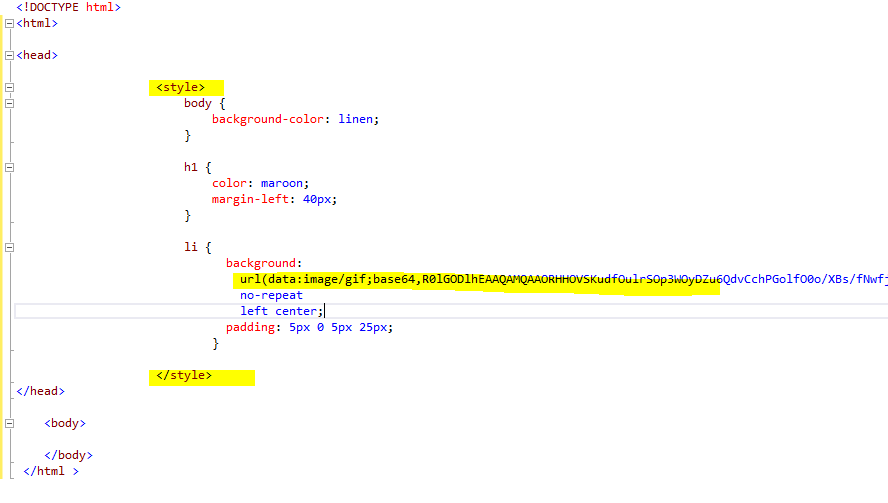 <!DOCTYPE html>
<html>
<head>
<style>
body {
background-color: linen;
}
h1 {
color: maroon;
margin-left: 40px;
}
li {
background:
url(data:image/gif;base64,R0lGODlhEAAQAMQAAORHHOVSKudfOulrSOp3WOyDZu6QdvCchPGolfO0o/XBs/fNwfj
no-repeat
left center;
padding: 5px 0 5px 25px;
}
</style>
</head>
<body>
</body>
</html >